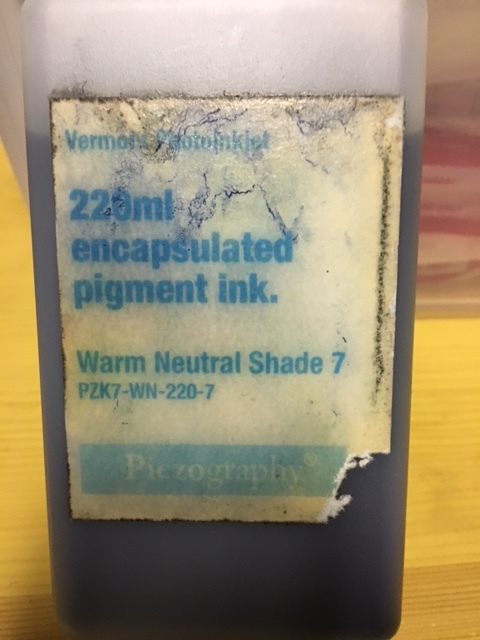 Vermont PhotoInkjet
220ml
encapsulated
pigment ink.
Warm Neutral Shade 7
PZK7-WN-220-7
Piezography®